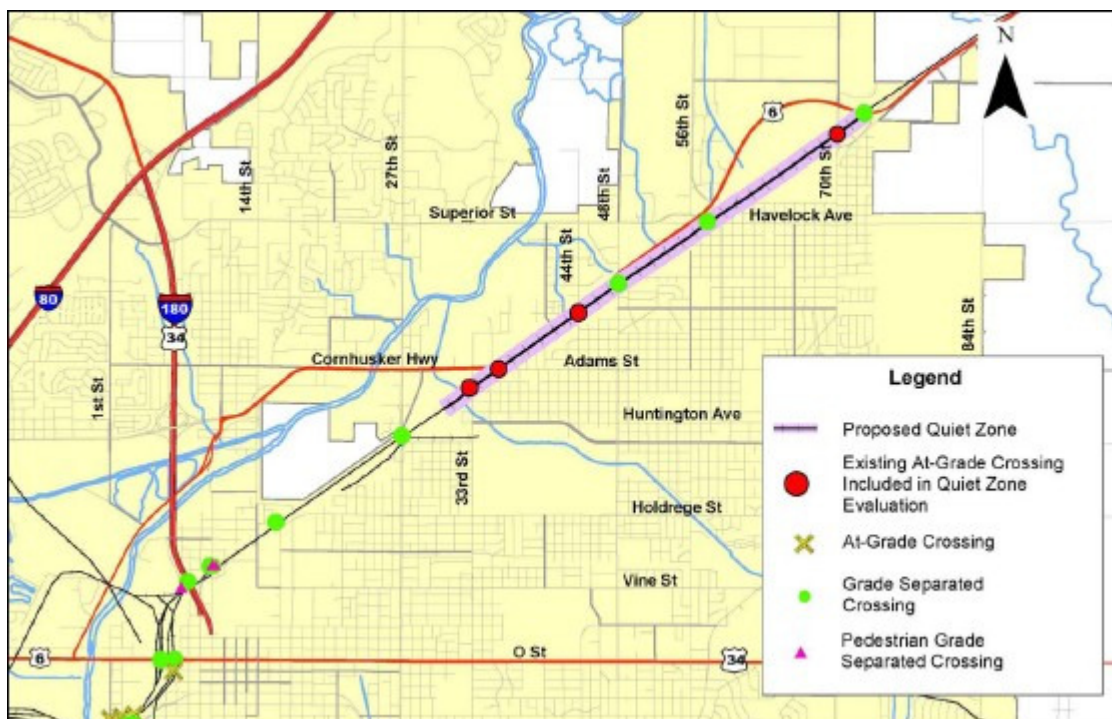 N
6
56th St
70th St
27th St
14th St
48th St
Superior St
Havelock Ave
44th St
80
180
34
84th St
Cornhusker Hwy
Adams St
1st St
Huntington Ave
33rd St
Holdrege St
Vine St
6
O St
34
Legend
Proposed Quiet Zone
Existing At-Grade Crossing
Included in Quiet Zone
Evaluation
At-Grade Crossing
Grade Separated
Crossing
Pedestrian Grade
Separated Crossing